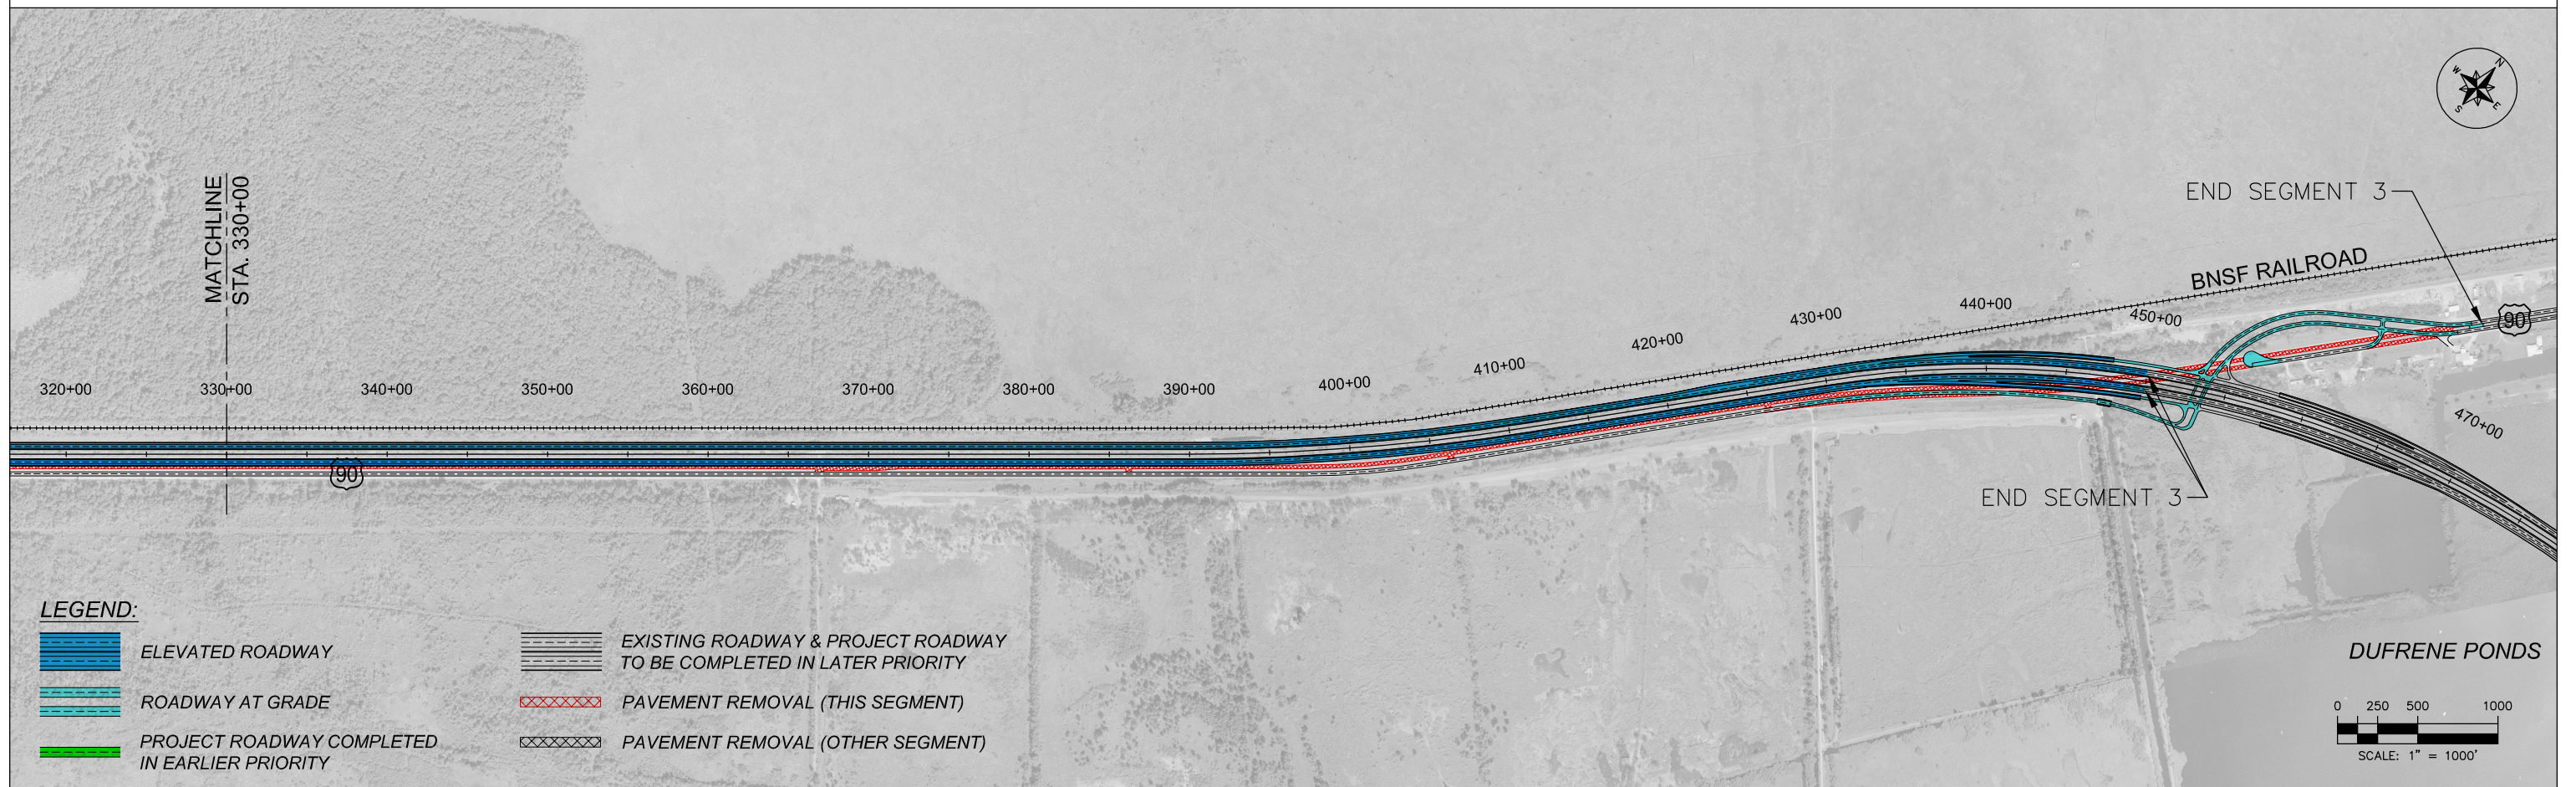 N
W
E
S
END SEGMENT 3
MATCHLINE
STA. 330+00
BNSF RAILROAD
90
320+00
330+00
340+00
350+00
360+00
370+00
380+00
390+00
400+00
410+00
420+00
430+00
440+00
450+00
470+00
90
END SEGMENT 3
LEGEND:
ELEVATED ROADWAY
ROADWAY AT GRADE
PROJECT ROADWAY COMPLETED
IN EARLIER PRIORITY
EXISTING ROADWAY & PROJECT ROADWAY
TO BE COMPLETED IN LATER PRIORITY
PAVEMENT REMOVAL (THIS SEGMENT)
PAVEMENT REMOVAL (OTHER SEGMENT)
DUFRENE PONDS
0 250 500 1000
SCALE: 1" = 1000'